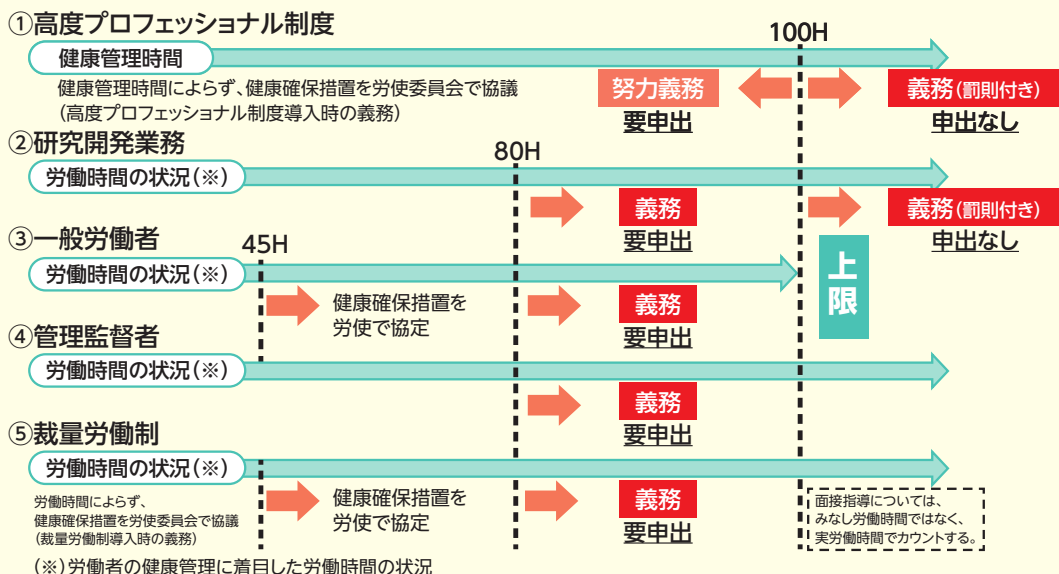 ①高度プロフェッショナル制度
100H
健康管理時間
健康管理時間によらず、健康確保措置を労使委員会で協議
(高度プロフェッショナル制度導入時の義務)
努力義務
要申出
義務(罰則付き)
申出なし
②研究開発業務
80H
労働時間の状況(※)
義務
要申出
義務(罰則付き)
申出なし
③一般労働者
45H
労働時間の状況(※)
健康確保措置を
労使で協定
義務
要申出
上限
④管理監督者
労働時間の状況(※)
義務
要申出
⑤裁量労働制
労働時間の状況(※)
労働時間によらず、
健康確保措置を労使委員会で協議
(裁量労働制導入時の義務)
健康確保措置を
労使で協定
義務
要申出
面接指導については、
みなし労働時間ではなく、
実労働時間でカウントする。
(※)労働者の健康管理に着目した労働時間の状況